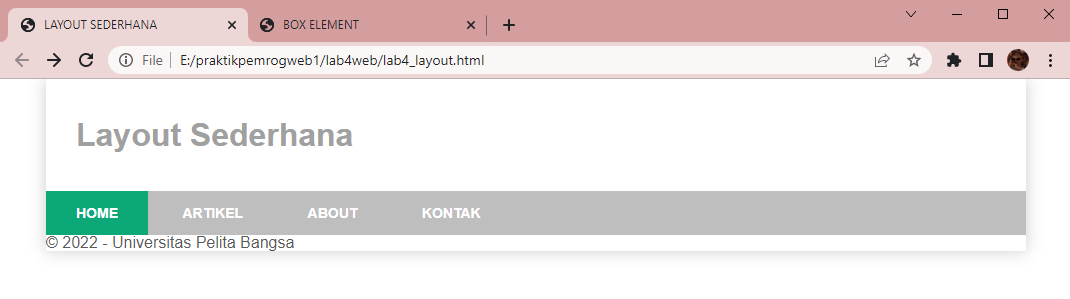 LAYOUT SEDERHANA BOX ELEMENT
File E:/praktikpemrogweb1/lab4web/lab4_layout.html
Layout Sederhana
HOME ARTIKEL ABOUT KONTAK
© 2022 - Universitas Pelita Bangsa